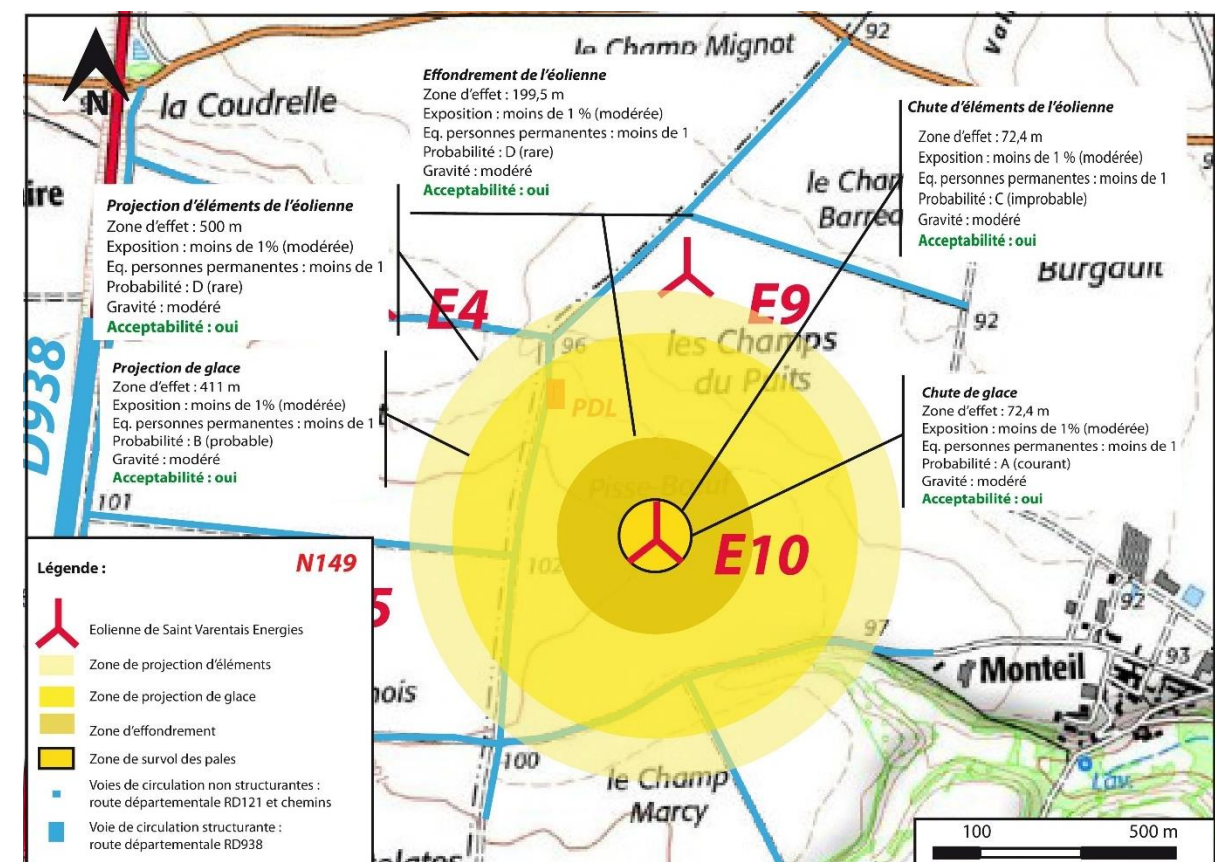 92
Val
le Champ Mignot
N
la Coudrelle
Effondrement de l'éolienne
Zone d'effet : 199,5 m
Exposition : moins de 1 % (modérée)
Eq. personnes permanentes : moins de 1
Probabilité : D (rare)
Gravité : modéré
Acceptabilité : oui
Chute d'éléments de l'éolienne
Zone d'effet : 72,4 m
Exposition : moins de 1 % (modérée)
Eq. personnes permanentes : moins de 1
Probabilité : C (improbable)
Gravité : modéré
Acceptabilité : oui
ire
le Char
Barrea
Projection d'éléments de l'éolienne
Zone d'effet : 500 m
Exposition : moins de 1% (modérée)
Eq. personnes permanentes : moins de 1
Probabilité : D (rare)
Gravité : modéré
Acceptabilité : oui
Burgault
E4
E9
92
96
les Champs
du Puits
D938
Projection de glace
Zone d'effet : 411 m
Exposition : moins de 1% (modérée)
Eq. personnes permanentes : moins de 1
Probabilité : B (probable)
Gravité : modéré
Acceptabilité : oui
PDL
Chute de glace
Zone d'effet : 72,4 m
Exposition : moins de 1% (modérée)
Eq. personnes permanentes : moins de 1
Probabilité : A (courant)
Gravité : modéré
Acceptabilité : oui
101
Pisse-Bœuf
102
E10
5
92
93
97
Monteil
nois
100
le Champ
Marcy
Lav.
Légende :
N149
Eolienne de Saint Varentais Energies
Zone de projection d'éléments
Zone de projection de glace
Zone d'effondrement
Zone de survol des pales
Voies de circulation non structurantes :
route départementale RD121 et chemins
Voie de circulation structurante :
route départementale RD938
100
500 m